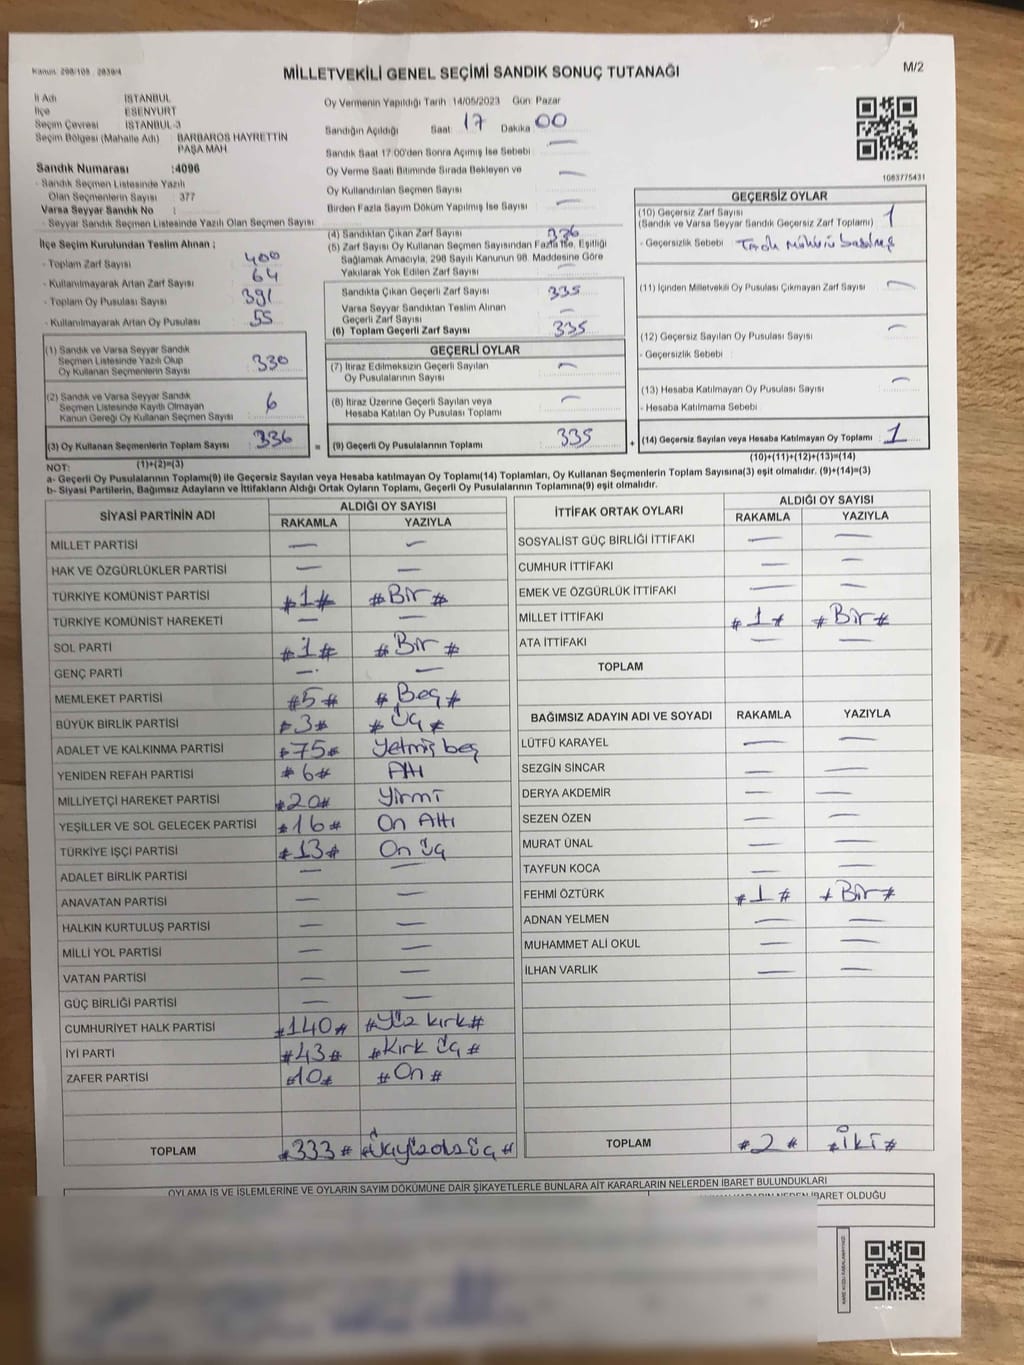 Kanun: 298/105 . 2839/4
MİLLETVEKİLİ GENEL SEÇİMİ SANDIK SONUÇ TUTANAĞI
M/2
İl Adı İSTANBUL
İlçe ESENYURT
Seçim Çevresi İSTANBUL-3
Seçim Bölgesi (Mahalle Adı) BARBAROS HAYRETTİN
PAŞA MAH
Sandık Numarası :4096
- Sandık Seçmen Listesinde Yazılı
Olan Seçmenlerin Sayısı : 377
Varsa Seyyar Sandık No :
- Seyyar Sandık Seçmen Listesinde Yazılı Olan Seçmen Sayısı :
İlçe Seçim Kurulundan Teslim Alınan ;
- Toplam Zarf Sayısı 400
- Kullanılmayarak Artan Zarf Sayısı 64
- Toplam Oy Pusulası Sayısı 391
- Kullanılmayarak Artan Oy Pusulası 55
(1) Sandık ve Varsa Seyyar Sandık
Seçmen Listesinde Yazılı Olup
Oy Kullanan Seçmenlerin Sayısı 330
(2) Sandık ve Varsa Seyyar Sandık
Seçmen Listesinde Kayıtlı Olmayan
Kanun Gereği Oy Kullanan Seçmen Sayısı 6
(3) Oy Kullanan Seçmenlerin Toplam Sayısı 336
(1)+(2)=(3)
Oy Vermenin Yapıldığı Tarih :14/05/2023 Gün: Pazar
Sandığın Açıldığı Saat: 17 Dakika: 00
Sandık Saat 17:00'den Sonra Açılmış İse Sebebi : —
Oy Verme Saati Bitiminde Sırada Bekleyen ve
Oy Kullandırılan Seçmen Sayısı —
Birden Fazla Sayım Döküm Yapılmış İse Sayısı —
(4) Sandıktan Çıkan Zarf Sayısı 336
(5) Zarf Sayısı Oy Kullanan Seçmen Sayısından Fazla İse, Eşitliği
Sağlamak Amacıyla, 298 Sayılı Kanunun 98. Maddesine Göre
Yakılarak Yok Edilen Zarf Sayısı —
Sandıkta Çıkan Geçerli Zarf Sayısı 335
Varsa Seyyar Sandıktan Teslim Alınan
Geçerli Zarf Sayısı —
(6) Toplam Geçerli Zarf Sayısı 335
GEÇERLİ OYLAR
(7) İtiraz Edilmeksizin Geçerli Sayılan
Oy Pusulalarının Sayısı —
(8) İtiraz Üzerine Geçerli Sayılan veya
Hesaba Katılan Oy Pusulası Toplamı —
= (9) Geçerli Oy Pusulalarının Toplamı 335
1083775431
GEÇERSİZ OYLAR
(10) Geçersiz Zarf Sayısı
(Sandık ve Varsa Seyyar Sandık Geçersiz Zarf Toplamı) 1
- Geçersizlik Sebebi :
(11) İçinden Milletvekili Oy Pusulası Çıkmayan Zarf Sayısı —
(12) Geçersiz Sayılan Oy Pusulası Sayısı —
- Geçersizlik Sebebi :
(13) Hesaba Katılmayan Oy Pusulası Sayısı —
- Hesaba Katılmama Sebebi
+ (14) Geçersiz Sayılan veya Hesaba Katılmayan Oy Toplamı 1
(10)+(11)+(12)+(13)=(14)
NOT:
a- Geçerli Oy Pusulalarının Toplamı(9) ile Geçersiz Sayılan veya Hesaba katılmayan Oy Toplamı(14) Toplamları, Oy Kullanan Seçmenlerin Toplam Sayısına(3) eşit olmalıdır. (9)+(14)=(3)
b- Siyasi Partilerin, Bağımsız Adayların ve İttifakların Aldığı Ortak Oyların Toplamı, Geçerli Oy Pusulalarının Toplamına(9) eşit olmalıdır.
SİYASİ PARTİNİN ADI ALDIĞI OY SAYISI
RAKAMLA YAZIYLA
MİLLET PARTİSİ — —
HAK VE ÖZGÜRLÜKLER PARTİSİ — —
TÜRKİYE KOMÜNİST PARTİSİ #1# #Bir#
TÜRKİYE KOMÜNİST HAREKETİ — —
SOL PARTİ #1# #Bir#
GENÇ PARTİ — —
MEMLEKET PARTİSİ #5# #Beş#
BÜYÜK BİRLİK PARTİSİ #3# #Üç#
ADALET VE KALKINMA PARTİSİ #75# Yetmiş beş
YENİDEN REFAH PARTİSİ #6# Altı
MİLLİYETÇİ HAREKET PARTİSİ #20# Yirmi
YEŞİLLER VE SOL GELECEK PARTİSİ #16# On Altı
TÜRKİYE İŞÇİ PARTİSİ #13# On üç
ADALET BİRLİK PARTİSİ — —
ANAVATAN PARTİSİ — —
HALKIN KURTULUŞ PARTİSİ — —
MİLLİ YOL PARTİSİ — —
VATAN PARTİSİ — —
GÜÇ BİRLİĞİ PARTİSİ — —
CUMHURİYET HALK PARTİSİ #140# #Yüz kırk#
İYİ PARTİ #43# #Kırk üç#
ZAFER PARTİSİ #10# #On#
TOPLAM #333#
İTTİFAK ORTAK OYLARI ALDIĞI OY SAYISI
RAKAMLA YAZIYLA
SOSYALİST GÜÇ BİRLİĞİ İTTİFAKI — —
CUMHUR İTTİFAKI — —
EMEK VE ÖZGÜRLÜK İTTİFAKI — —
MİLLET İTTİFAKI #1# #Bir#
ATA İTTİFAKI — —
TOPLAM
BAĞIMSIZ ADAYIN ADI VE SOYADI RAKAMLA YAZIYLA
LÜTFÜ KARAYEL — —
SEZGİN SİNCAR — —
DERYA AKDEMİR — —
SEZEN ÖZEN — —
MURAT ÜNAL — —
TAYFUN KOCA — —
FEHMİ ÖZTÜRK #1# #Bir#
ADNAN YELMEN — —
MUHAMMET ALİ OKUL — —
İLHAN VARLIK — —
TOPLAM #2# #İki#
OYLAMA İŞ VE İŞLEMLERİNE VE OYLARIN SAYIM DÖKÜMÜNE DAİR ŞİKAYETLERLE BUNLARA AİT KARARLARIN NELERDEN İBARET BULUNDUKLARI
KARARIN NEDEN İBARET OLDUĞU